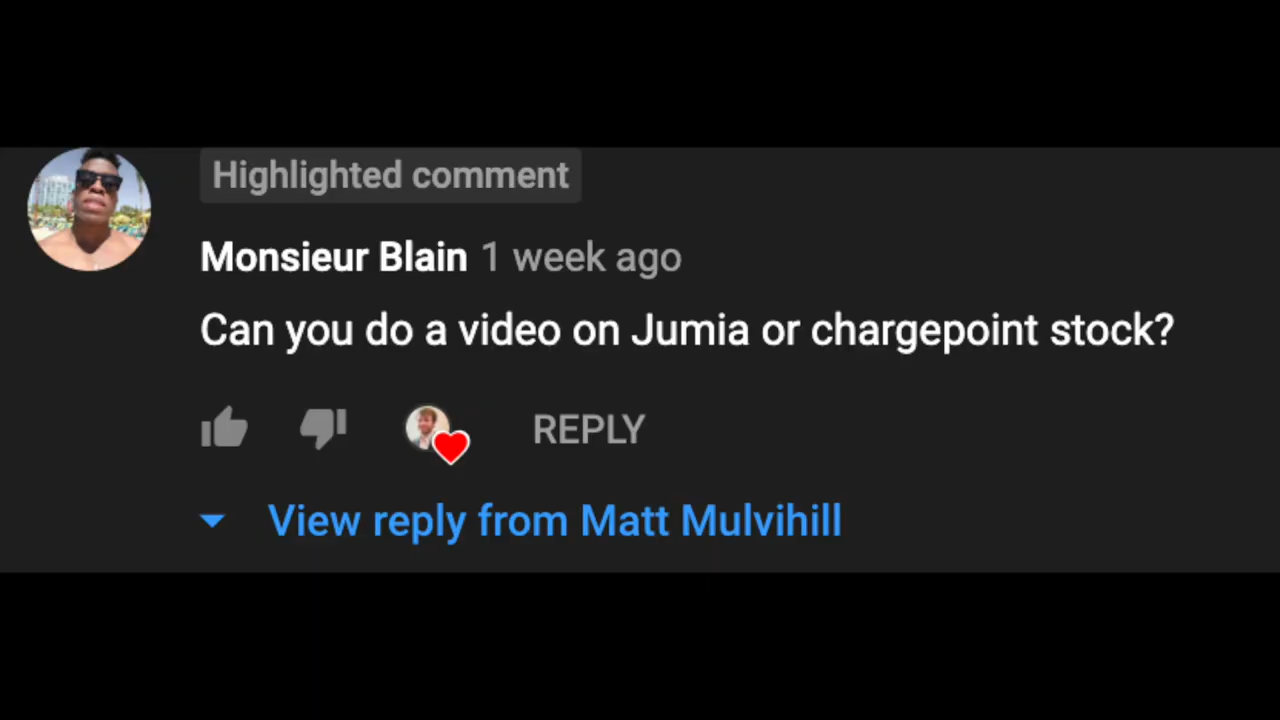 Highlighted comment
Monsieur Blain 1 week ago
Can you do a video on Jumia or chargepoint stock?
REPLY
View reply from Matt Mulvihill